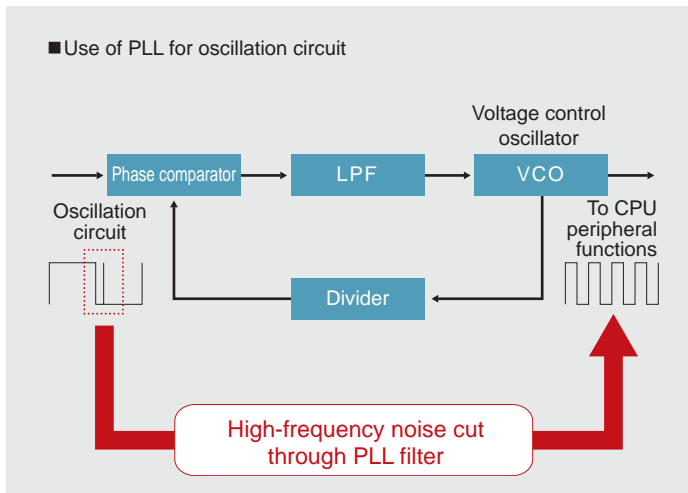 ■Use of PLL for oscillation circuit
Voltage control
oscillator
Phase comparator
LPF
VCO
Oscillation
circuit
To CPU
peripheral
functions
Divider
High-frequency noise cut
through PLL filter